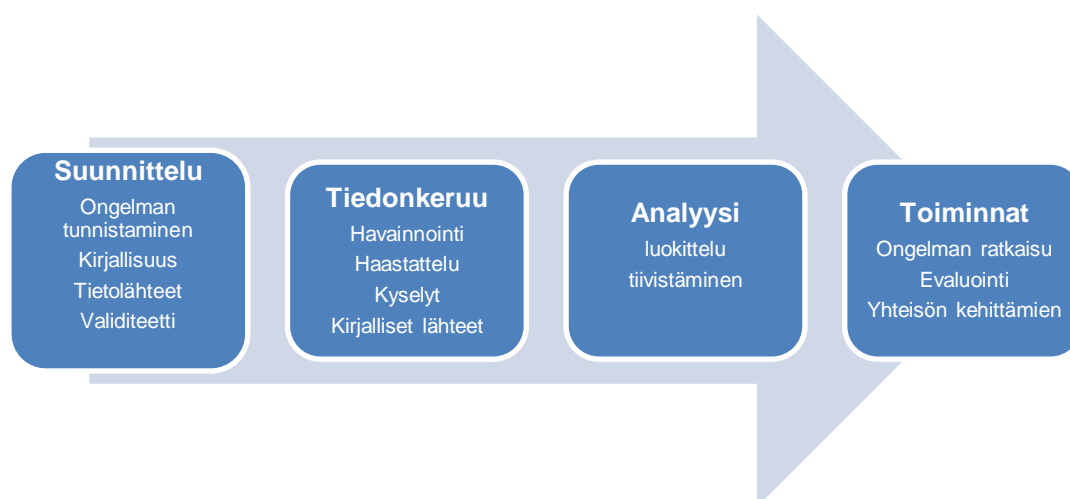 Suunnittelu
Ongelman
tunnistaminen
Kirjallisuus
Tietolähteet
Validiteetti
Tiedonkeruu
Havainnointi
Haastattelu
Kyselyt
Kirjalliset lähteet
Analyysi
luokittelu
tiivistäminen
Toiminnat
Ongelman ratkaisu
Evaluointi
Yhteisön kehittämien